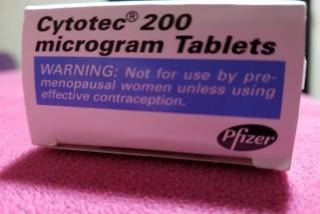 Cytotec® 200
microgram Tablets
WARNING: Not for use by pre-
menopausal women unless using
effective contraception.
Pfizer